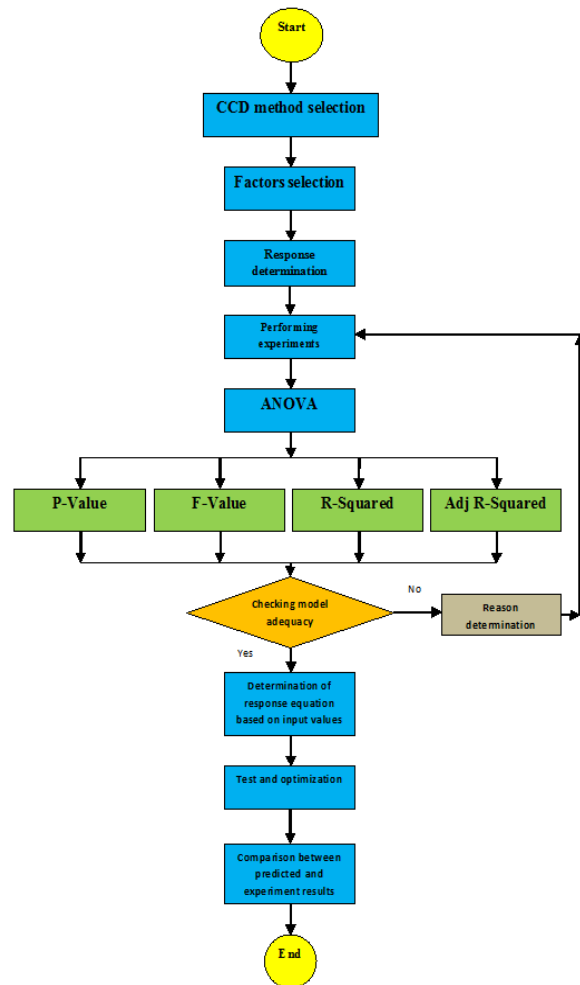 Start
CCD method selection
Factors selection
Response
determination
Performing
experiments
ANOVA
P-Value
F-Value
R-Squared
Adj R-Squared
Checking model
adequacy
No
Reason
determination
Yes
Determination of
response equation
based on input values
Test and optimization
Comparison between
predicted and
experiment results
End